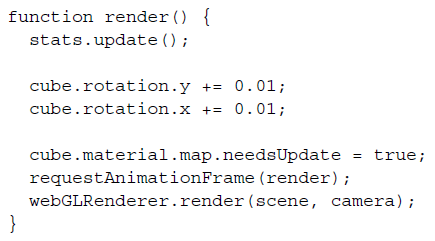 function render() {
  stats.update();

  cube.rotation.y += 0.01;
  cube.rotation.x += 0.01;

  cube.material.map.needsUpdate = true;
  requestAnimationFrame(render);
  webGLRenderer.render(scene, camera);
}